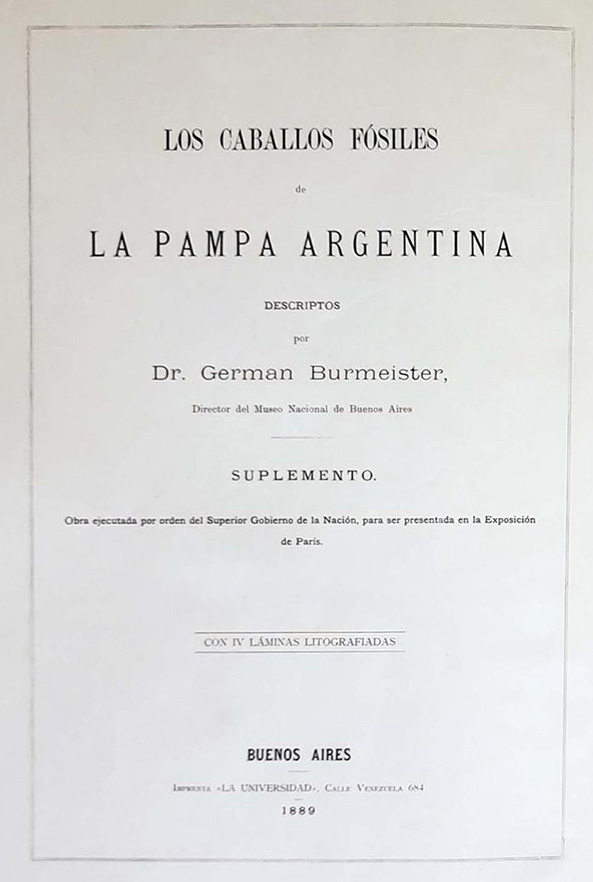 LOS CABALLOS FÓSILES
de
LA PAMPA ARGENTINA
DESCRIPTOS
por
Dr. German Burmeister,
Director del Museo Nacional de Buenos Aires
SUPLEMENTO.
Obra ejecutada por orden del Superior Gobierno de la Nación, para ser presentada en la Exposición
de París.
CON IV LÁMINAS LITOGRAFIADAS
BUENOS AIRES
IMPRENTA «LA UNIVERSIDAD», CALLE VENEZUELA 684
1889